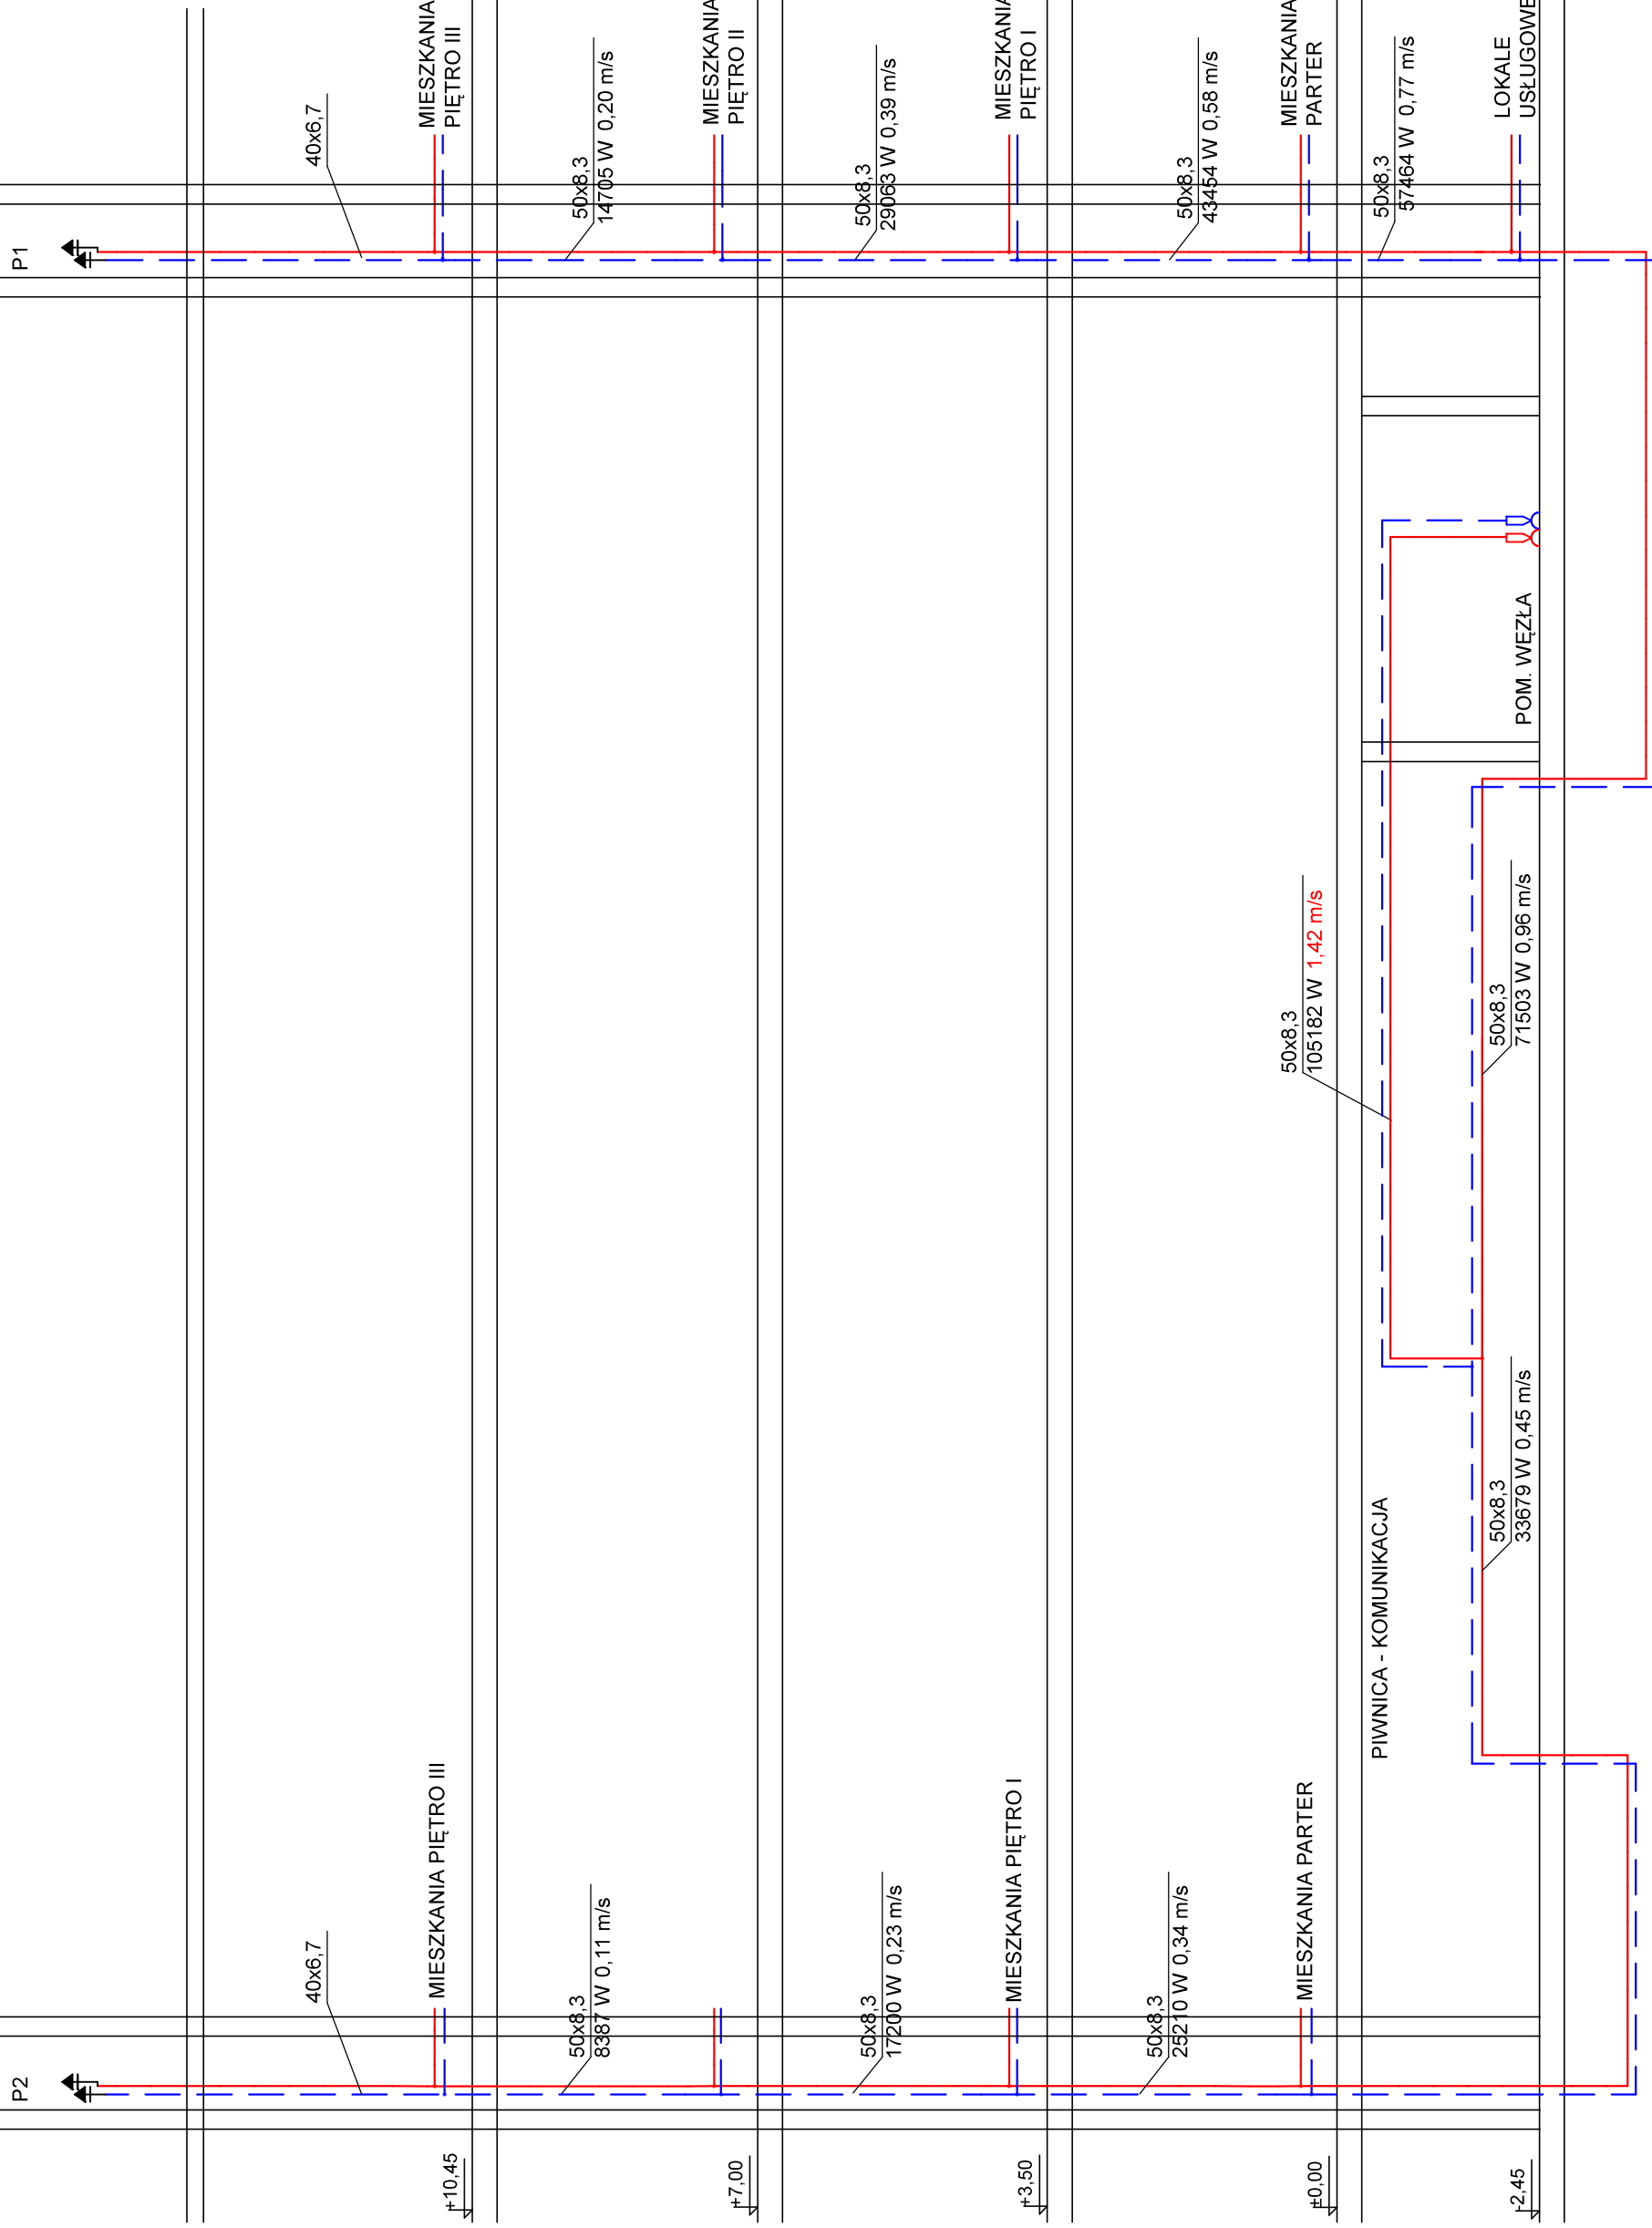 P1
40x6,7
MIESZKANIA
PIĘTRO III
50x8,3
14705 W 0,20 m/s
MIESZKANIA
PIĘTRO II
50x8,3
29063 W 0,39 m/s
MIESZKANIA
PIĘTRO I
50x8,3
43454 W 0,58 m/s
MIESZKANIA
PARTER
50x8,3
57464 W 0,77 m/s
LOKALE
USŁUGOWE
POM. WĘZŁA
50x8,3
105182 W 1,42 m/s
50x8,3
71503 W 0,96 m/s
50x8,3
33679 W 0,45 m/s
PIWNICA - KOMUNIKACJA
P2
40x6,7
MIESZKANIA PIĘTRO III
50x8,3
8387 W 0,11 m/s
50x8,3
17200 W 0,23 m/s
MIESZKANIA PIĘTRO I
50x8,3
25210 W 0,34 m/s
MIESZKANIA PARTER
+10,45
+7,00
+3,50
±0,00
-2,45